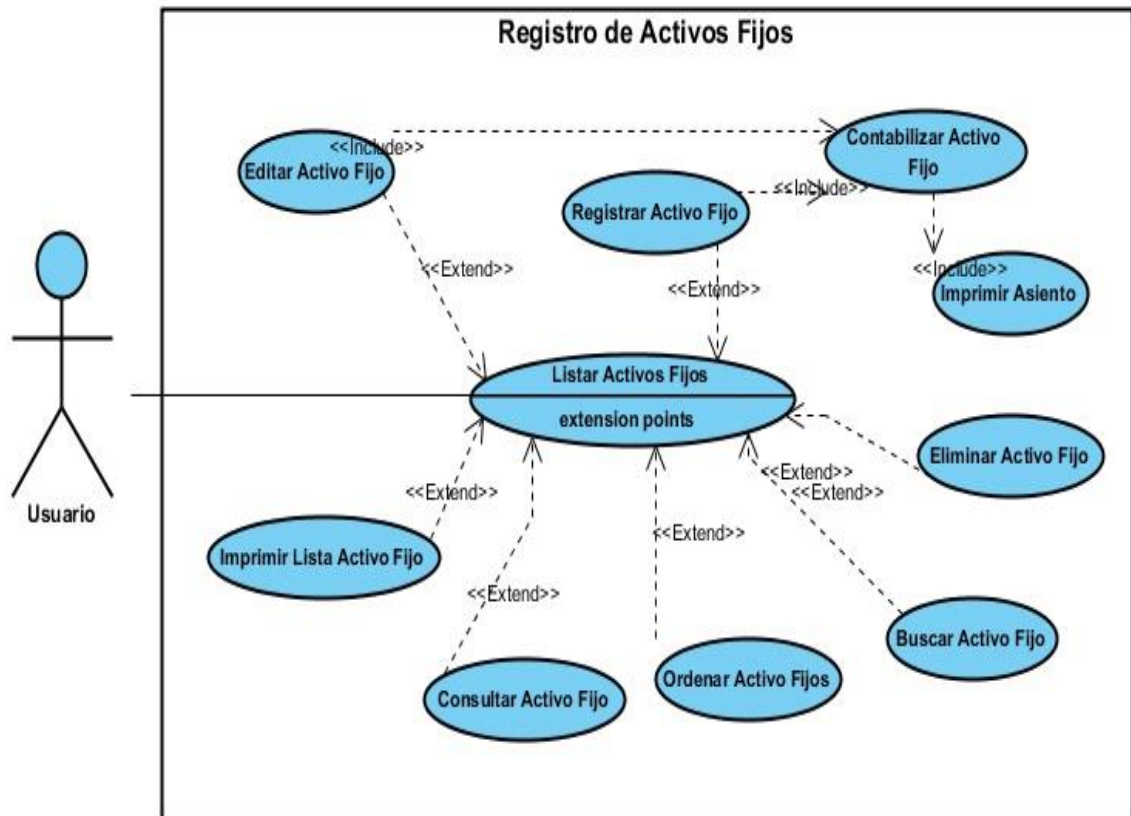 Registro de Activos Fijos
<<Include>>
Editar Activo Fijo
Contabilizar Activo
Fijo
<<Include>>
Registrar Activo Fijo
<<Extend>>
<<Extend>>
<<Include>>
Imprimir Asiento
Listar Activos Fijos
extension points
Usuario
Eliminar Activo Fijo
<<Extend>>
<<Extend>>
<<Extend>>
<<Extend>>
Imprimir Lista Activo Fijo
<<Extend>>
Buscar Activo Fijo
Consultar Activo Fijo
Ordenar Activo Fijos